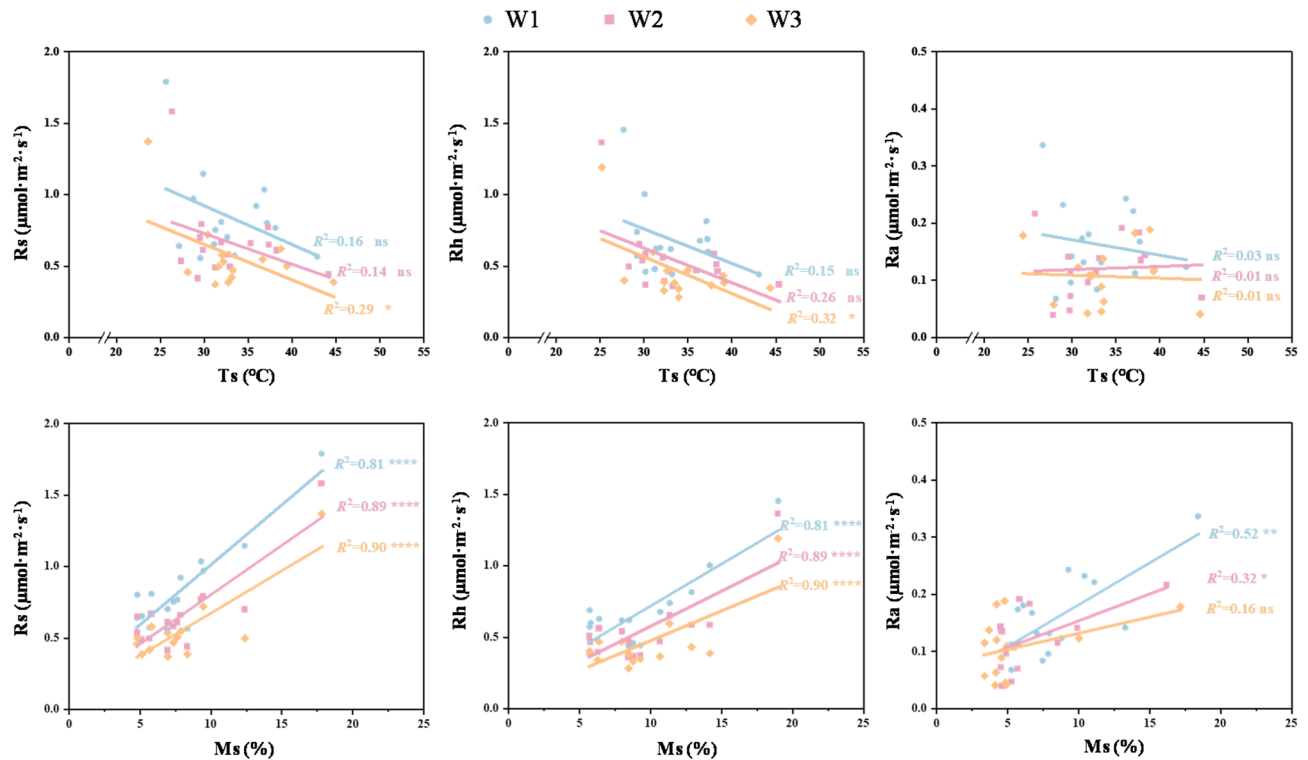 W1 W2 W3
2.0 2.0 0.5
1.5 1.5 0.4
1.0 1.0 0.3
0.5 0.5 0.2
0.0 0.0 0.1
0.0
Rs (μmol·m⁻²·s⁻¹)
R²=0.16 ns
R²=0.14 ns
R²=0.29 *
0 20 25 30 35 40 45 50 55
Ts (°C)
Rh (μmol·m⁻²·s⁻¹)
R²=0.15 ns
R²=0.26 ns
R²=0.32 *
0 20 25 30 35 40 45 50 55
Ts (°C)
Ra (μmol·m⁻²·s⁻¹)
R²=0.03 ns
R²=0.01 ns
R²=0.01 ns
0 20 25 30 35 40 45 50 55
Ts (°C)
2.0 2.0 0.5
1.5 1.5 0.4
1.0 1.0 0.3
0.5 0.5 0.2
0.0 0.0 0.1
0.0
Rs (μmol·m⁻²·s⁻¹)
R²=0.81 ****
R²=0.89 ****
R²=0.90 ****
0 5 10 15 20 25
Ms (%)
Rh (μmol·m⁻²·s⁻¹)
R²=0.81 ****
R²=0.89 ****
R²=0.90 ****
0 5 10 15 20 25
Ms (%)
Ra (μmol·m⁻²·s⁻¹)
R²=0.52 **
R²=0.32 *
R²=0.16 ns
0 5 10 15 20 25
Ms (%)